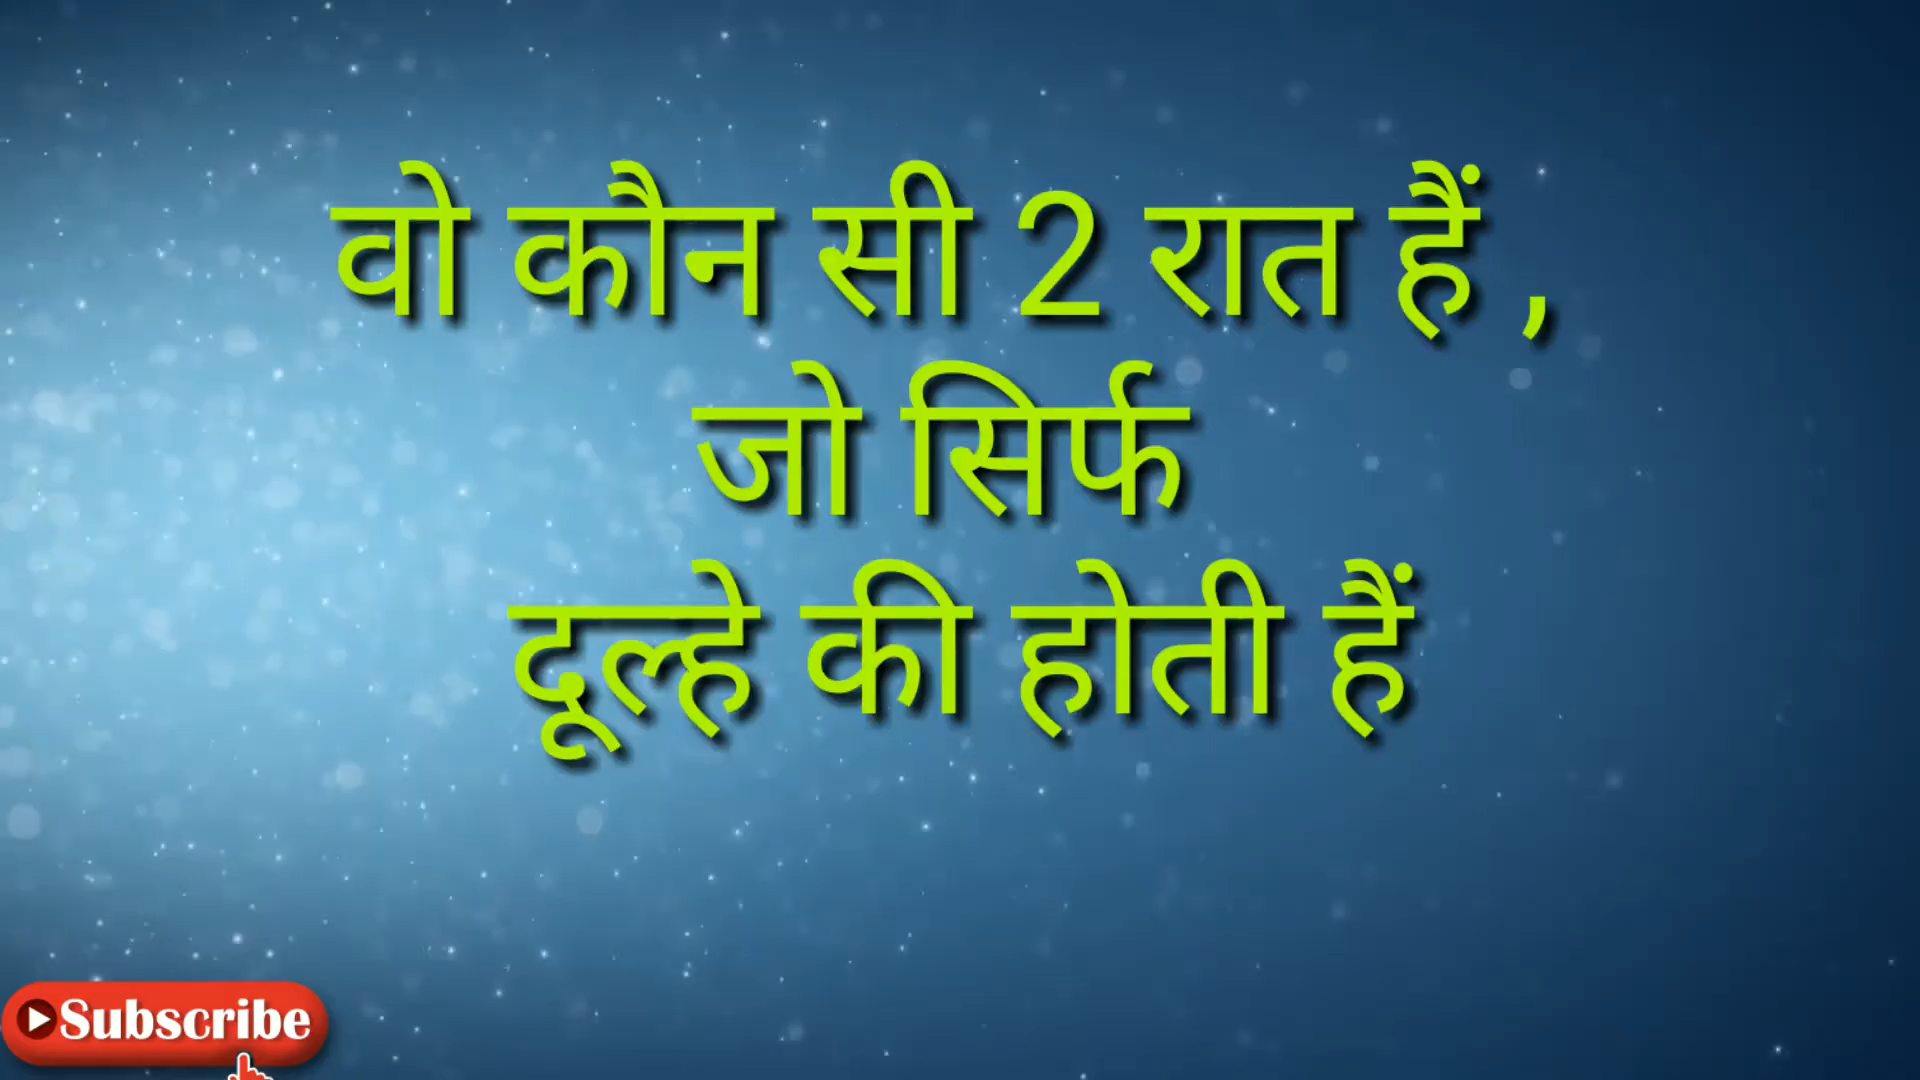 वो कौन सी 2 रात हैं ,
जो सिर्फ
दूल्हे की होती हैं
Subscribe